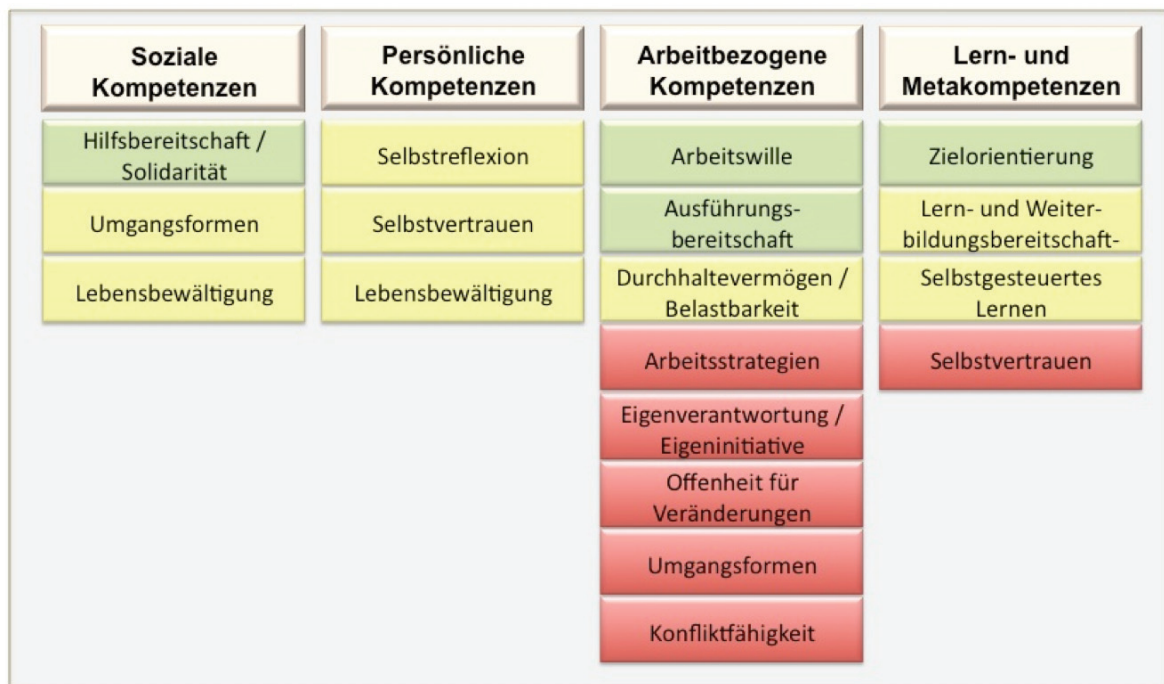 Soziale
Kompetenzen
Hilfsbereitschaft /
Solidarität
Umgangsformen
Lebensbewältigung
Persönliche
Kompetenzen
Selbstreflexion
Selbstvertrauen
Lebensbewältigung
Arbeitbezogene
Kompetenzen
Arbeitswille
Ausführungs-
bereitschaft
Durchhaltevermögen /
Belastbarkeit
Arbeitsstrategien
Eigenverantwortung /
Eigeninitiative
Offenheit für
Veränderungen
Umgangsformen
Konfliktfähigkeit
Lern- und
Metakompetenzen
Zielorientierung
Lern- und Weiter-
bildungsbereitschaft-
Selbstgesteuertes
Lernen
Selbstvertrauen